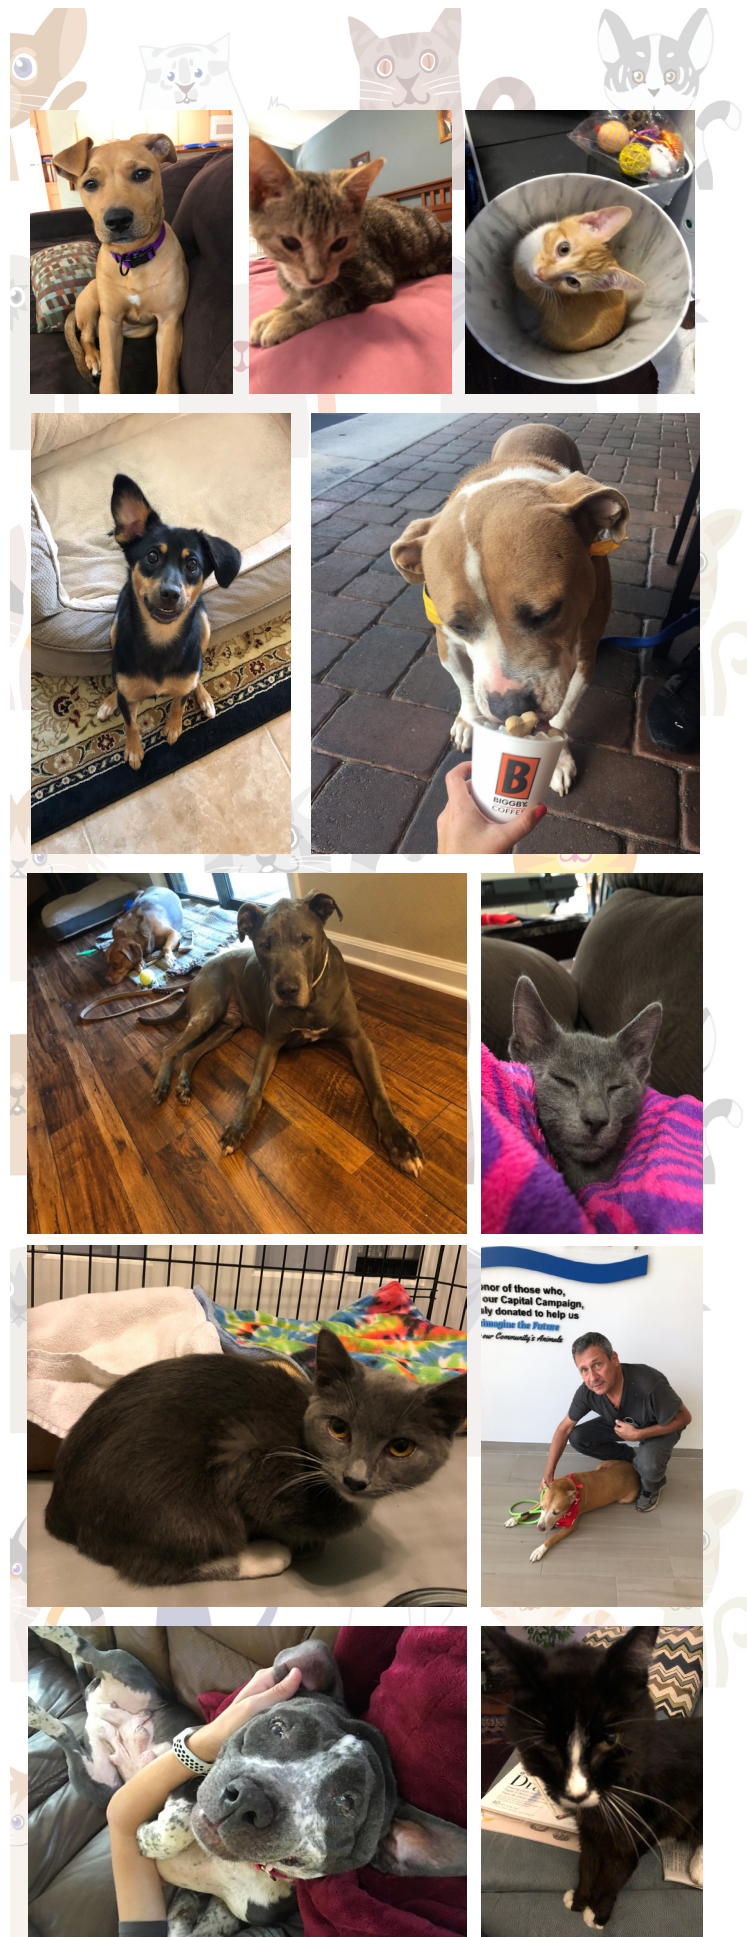 B
BIGGBY
COFFEE
onor of those who,
our Capital Campaign,
sly donated to help us
imagine the Future
our Community's Animals